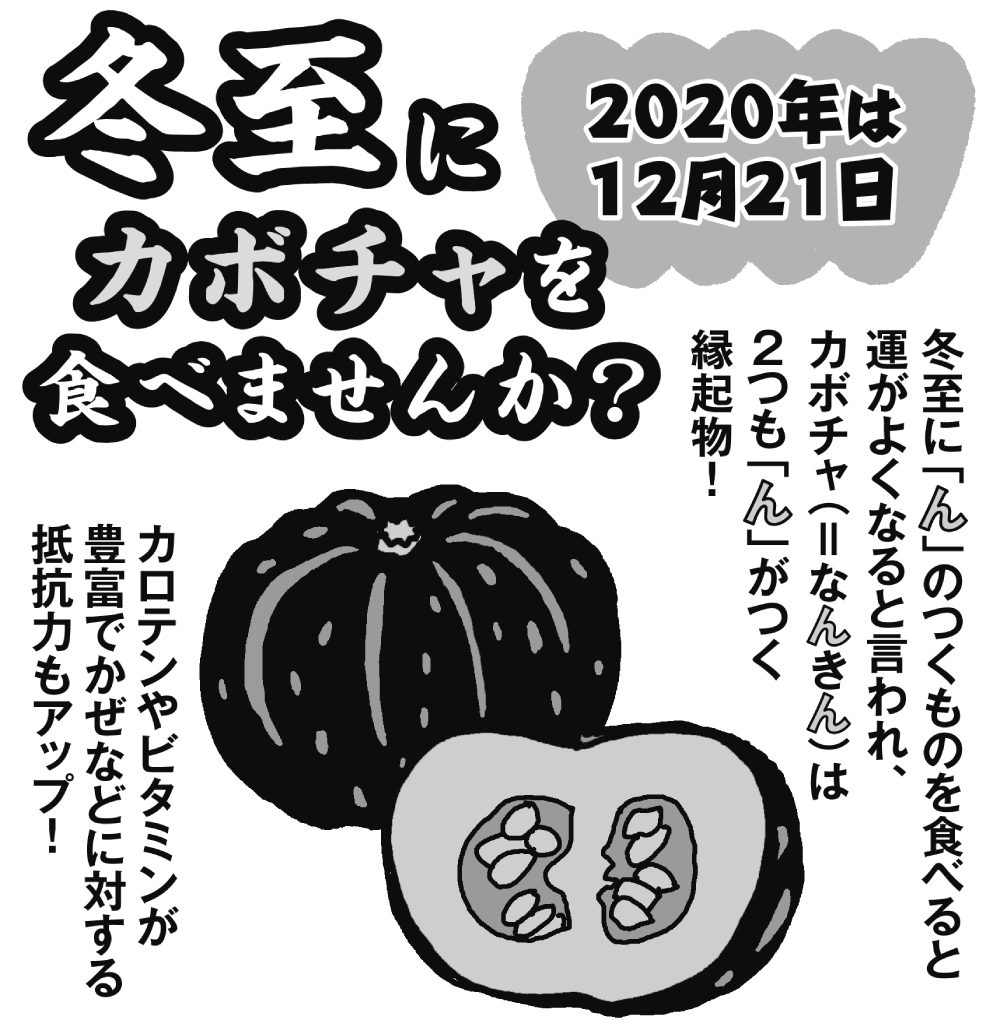 冬至に
カボチャを
食べませんか？
2020年は
12月21日
冬至に「ん」のつくものを食べると
運がよくなると言われ、
カボチャ（＝なんきん）は
２つも「ん」がつく
縁起物！
カロテンやビタミンが
豊富でかぜなどに対する
抵抗力もアップ！